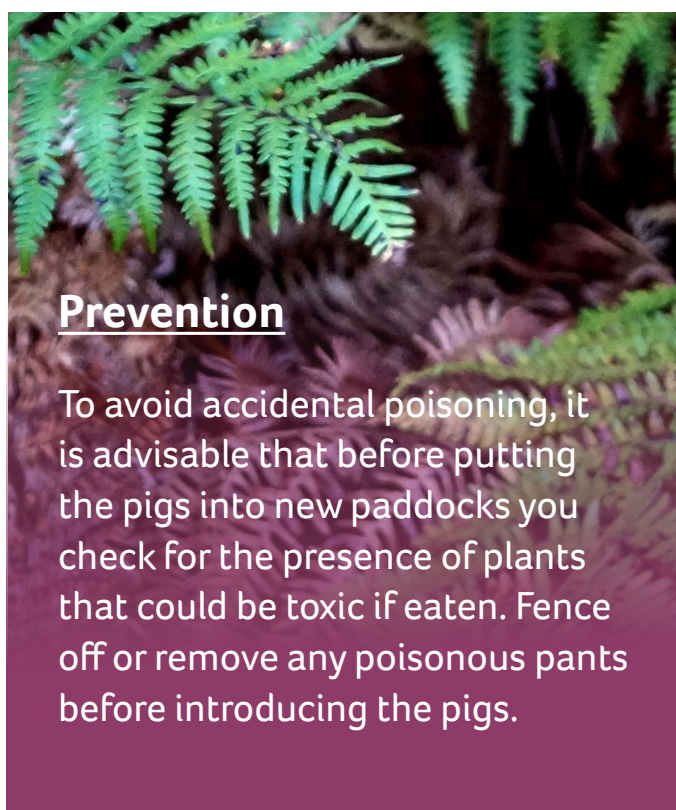 Prevention
To avoid accidental poisoning, it
is advisable that before putting
the pigs into new paddocks you
check for the presence of plants
that could be toxic if eaten. Fence
off or remove any poisonous pants
before introducing the pigs.